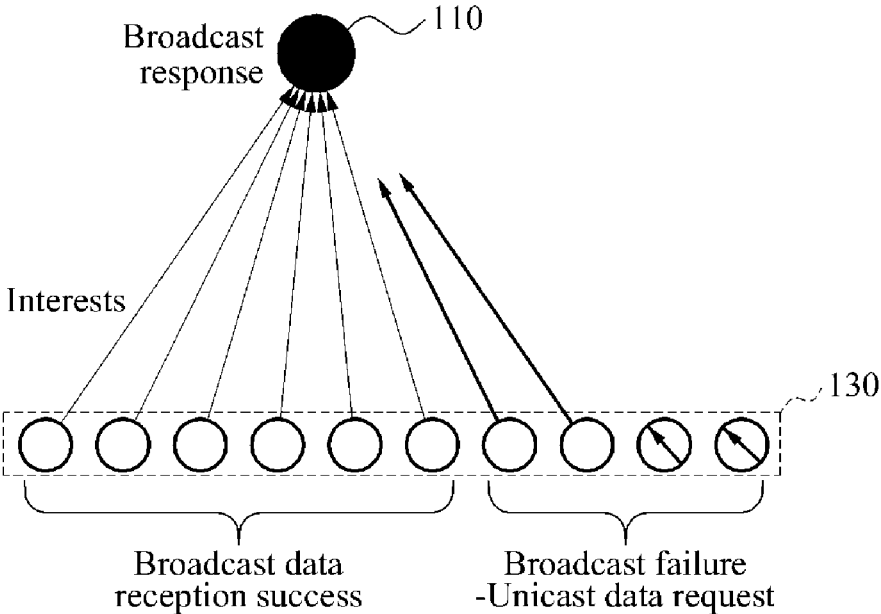 Broadcast
response
110
Interests
130
Broadcast data
reception success
Broadcast failure
-Unicast data request